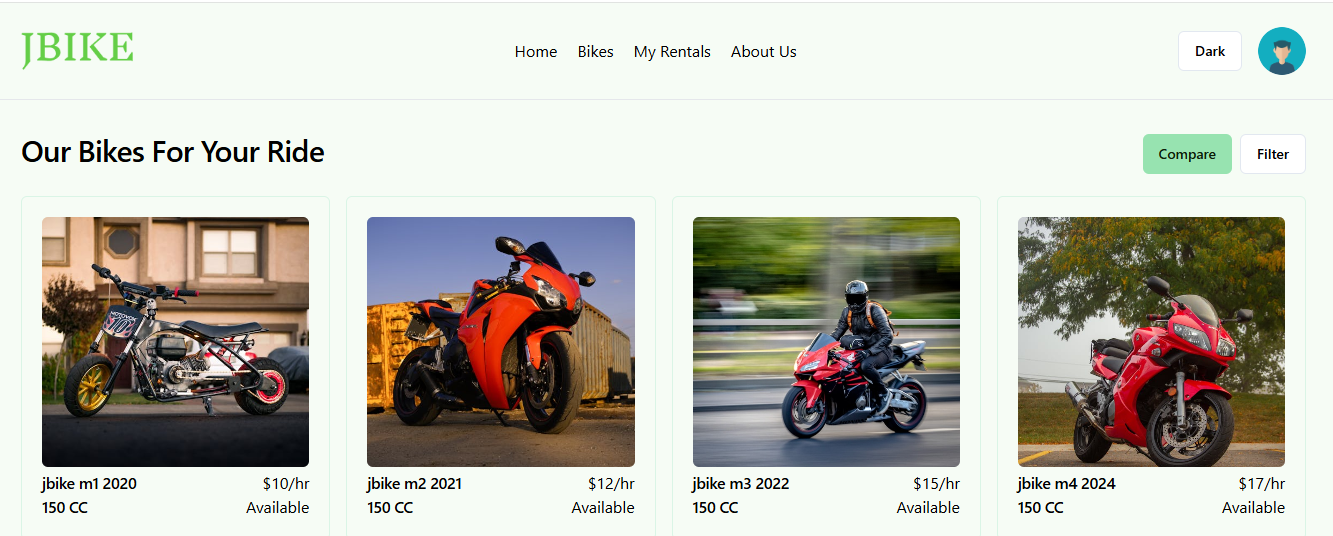 JBIKE
Home Bikes My Rentals About Us
Dark
Our Bikes For Your Ride
Compare Filter
MOTOVOX
10
jbike m1 2020 $10/hr
150 CC Available
jbike m2 2021 $12/hr
150 CC Available
jbike m3 2022 $15/hr
150 CC Available
jbike m4 2024 $17/hr
150 CC Available